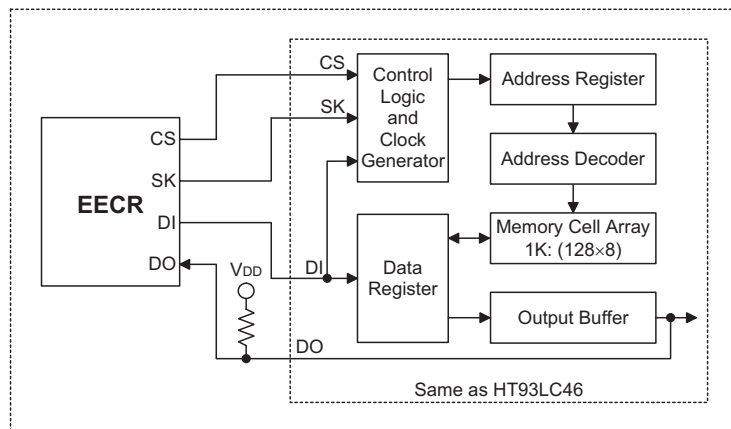 EECR
CS
SK
DI
DO
VDD
CS
SK
DI
DO
Control
Logic
and
Clock
Generator
Address Register
Address Decoder
Memory Cell Array
1K: (128×8)
Data
Register
Output Buffer
Same as HT93LC46